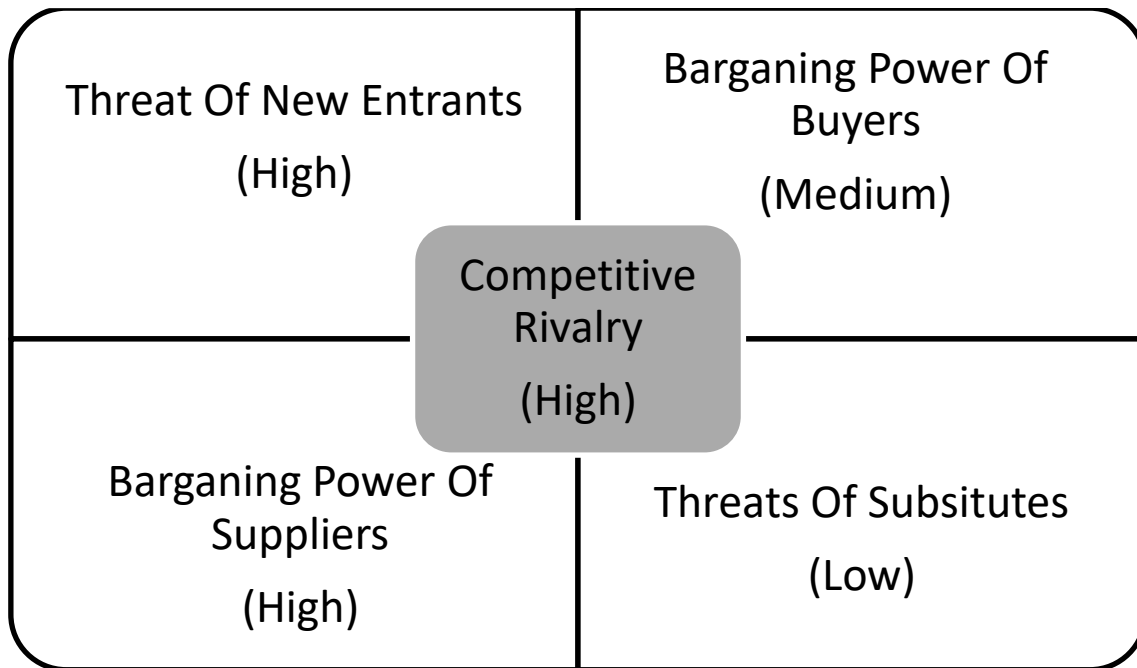 Threat Of New Entrants
(High)
Barganing Power Of
Buyers
(Medium)
Competitive
Rivalry
(High)
Barganing Power Of
Suppliers
(High)
Threats Of Subsitutes
(Low)